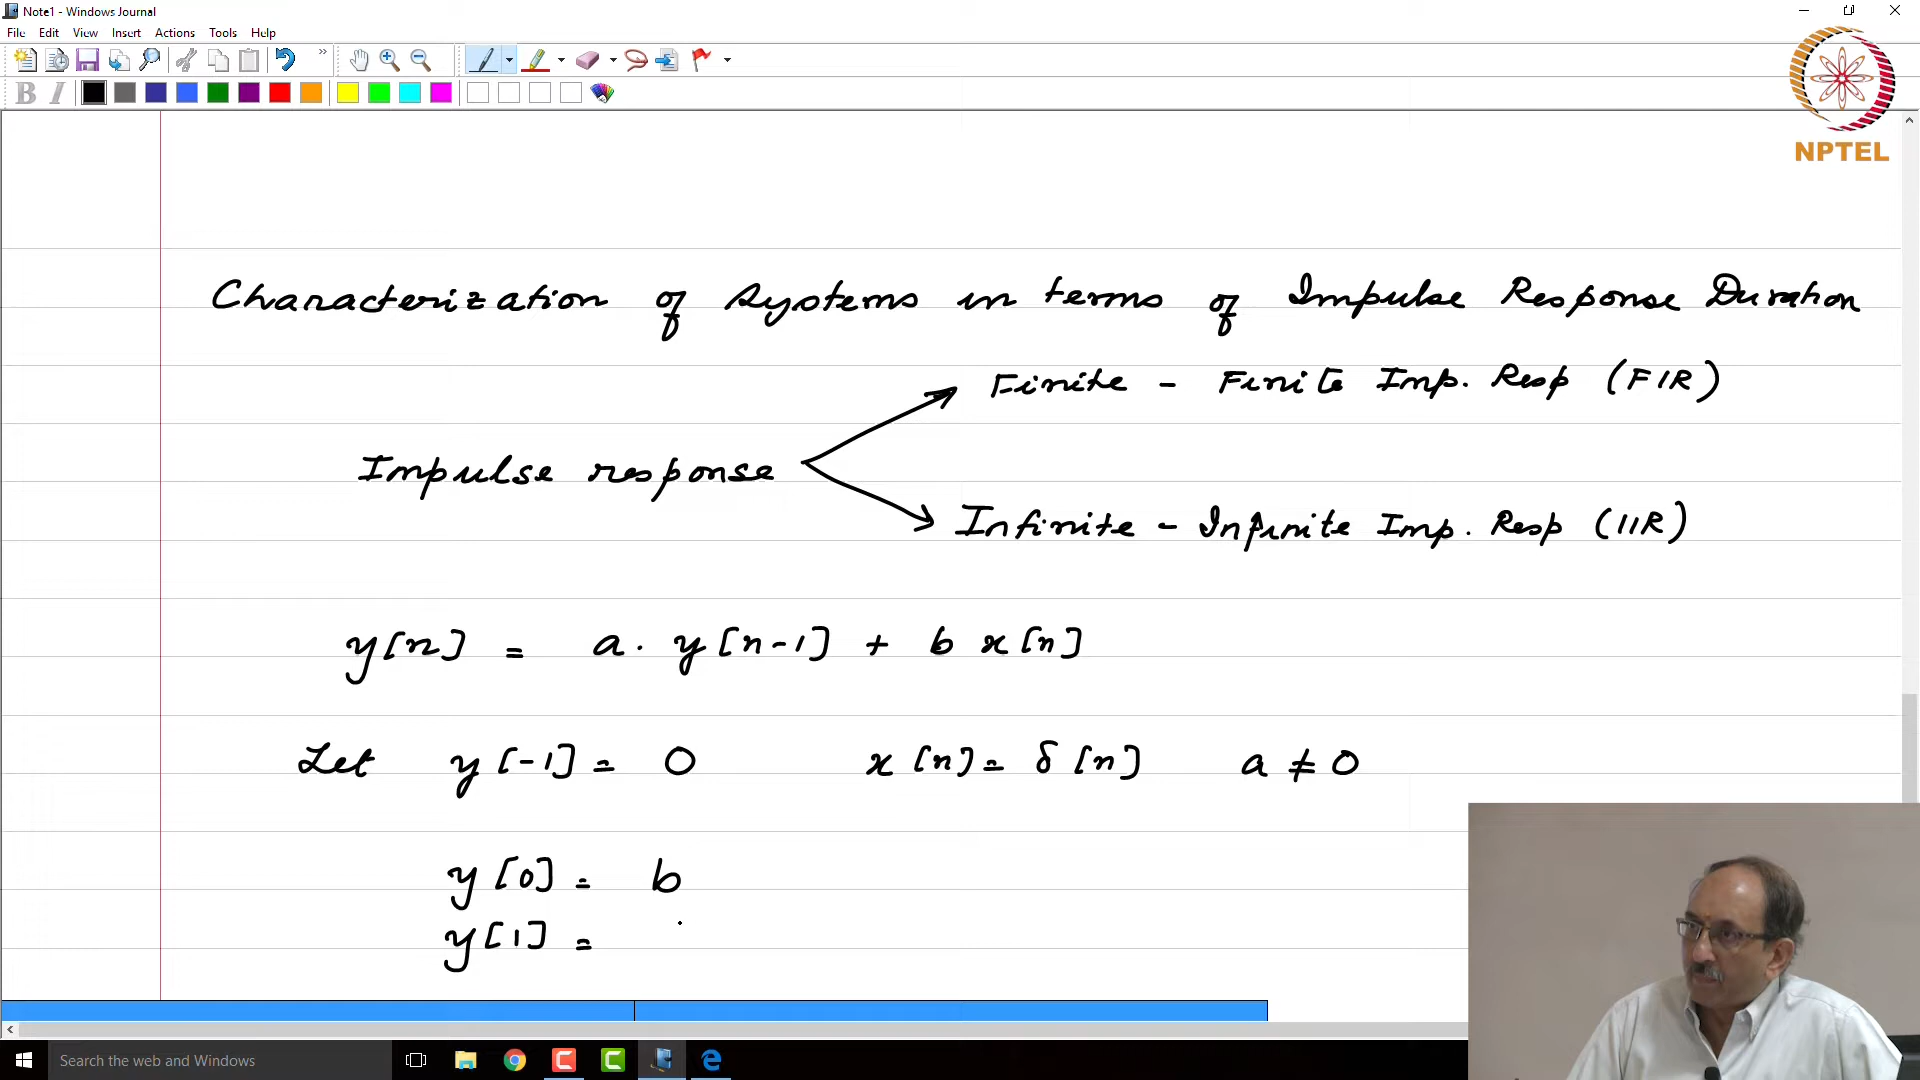 Note1 - Windows Journal
File Edit View Insert Actions Tools Help
B I
NPTEL
Characterization of systems in terms of Impulse Response Duration
Finite - Finite Imp. Resp (FIR)
Impulse response
Infinite - Infinite Imp. Resp (IIR)
y[n] = a. y[n-1] + b x[n]
Let y[-1] = 0 x[n] = δ[n] a ≠ 0
y[0] = b
y[1] =
Search the web and Windows